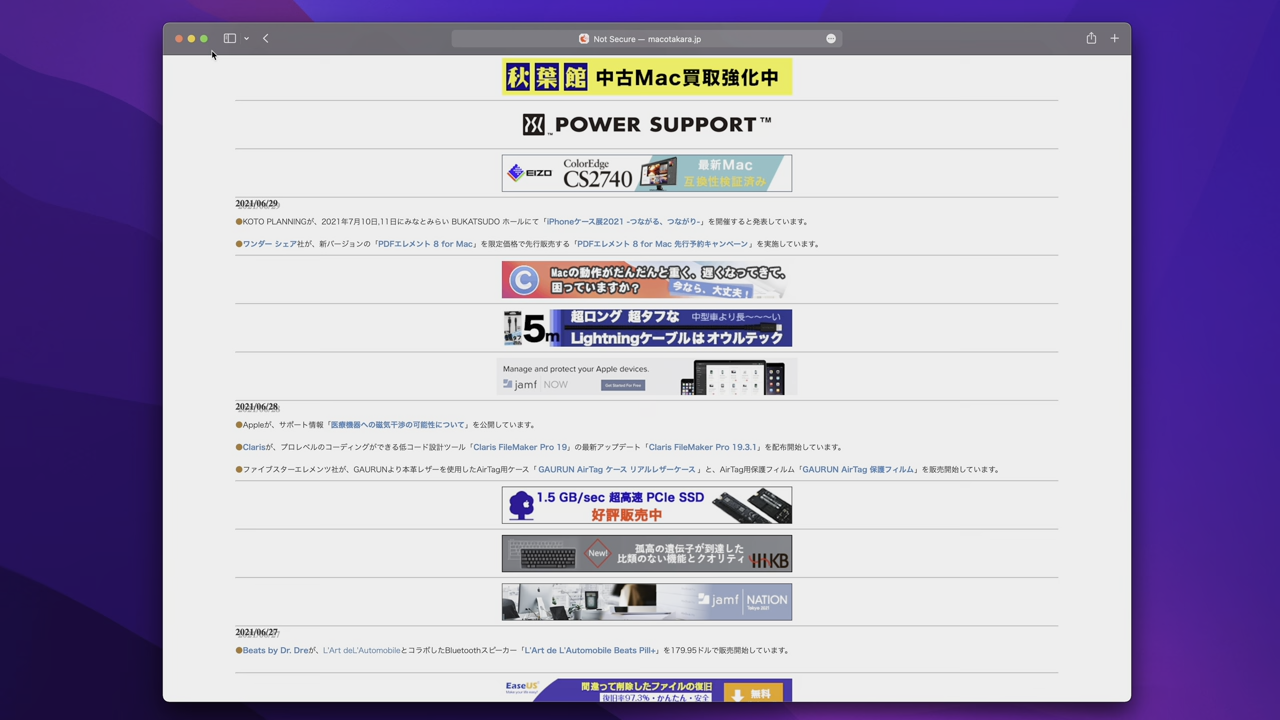 Not Secure — macotakara.jp
秋葉館 中古Mac買取強化中
POWER SUPPORT™
EIZO ColorEdge CS2740 最新Mac 互換性検証済み
2021/06/29
●KOTO PLANNINGが、2021年7月10日,11日にみなとみらい BUKATSUDO ホールにて「iPhoneケース展2021 -つながる、つながり-」を開催すると発表しています。
●ワンダー シェア社が、新バージョンの「PDFエレメント 8 for Mac」を限定価格で先行販売する「PDFエレメント 8 for Mac 先行予約キャンペーン」を実施しています。
C Macの動作がだんだんと重く、遅くなってきて、
困っていますか? 今なら、大丈夫!
5m 超ロング 超タフな 中型車より長〜〜〜い
Lightningケーブルはオウルテック
Manage and protect your Apple devices.
jamf NOW Get Started For Free
2021/06/28
●Appleが、サポート情報「医療機器への磁気干渉の可能性について」を公開しています。
●Clarisが、プロレベルのコーディングができる低コード設計ツール「Claris FileMaker Pro 19」の最新アップデート「Claris FileMaker Pro 19.3.1」を配布開始しています。
●ファイブスターエレメンツ社が、GAURUNより本革レザーを使用したAirTag用ケース「 GAURUN AirTag ケース リアルレザーケース 」と、AirTag用保護フィルム「GAURUN AirTag 保護フィルム」を販売開始しています。
1.5 GB/sec 超高速 PCIe SSD
好評販売中
New! 孤高の遺伝子が到達した
比類のない機能とクオリティ HHKB
jamf NATION
Tokyo 2021
2021/06/27
●Beats by Dr. Dreが、L'Art deL'AutomobileとコラボしたBluetoothスピーカー「L'Art de L'Automobile Beats Pill+」を179.95ドルで販売開始しています。
EaseUS 間違って削除したファイルの復旧
Make your life easy! 復旧率97.3%・かんたん・安全 無料